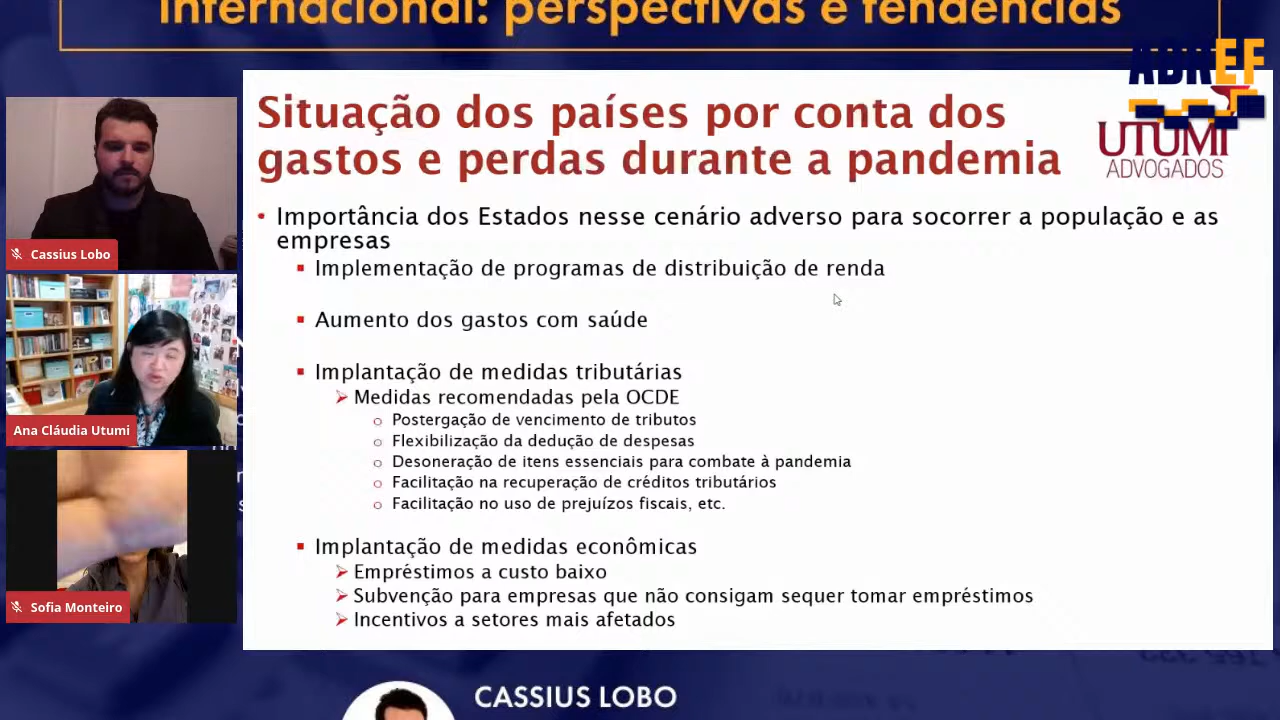 internacional: perspectivas e tendências
ABREF
Situação dos países por conta dos
gastos e perdas durante a pandemia
UTUMI
ADVOGADOS
Importância dos Estados nesse cenário adverso para socorrer a população e as
empresas
Implementação de programas de distribuição de renda
Aumento dos gastos com saúde
Implantação de medidas tributárias
Medidas recomendadas pela OCDE
Postergação de vencimento de tributos
Flexibilização da dedução de despesas
Desoneração de itens essenciais para combate à pandemia
Facilitação na recuperação de créditos tributários
Facilitação no uso de prejuízos fiscais, etc.
Implantação de medidas econômicas
Empréstimos a custo baixo
Subvenção para empresas que não consigam sequer tomar empréstimos
Incentivos a setores mais afetados
Cassius Lobo
Ana Cláudia Utumi
Sofia Monteiro
CASSIUS LOBO